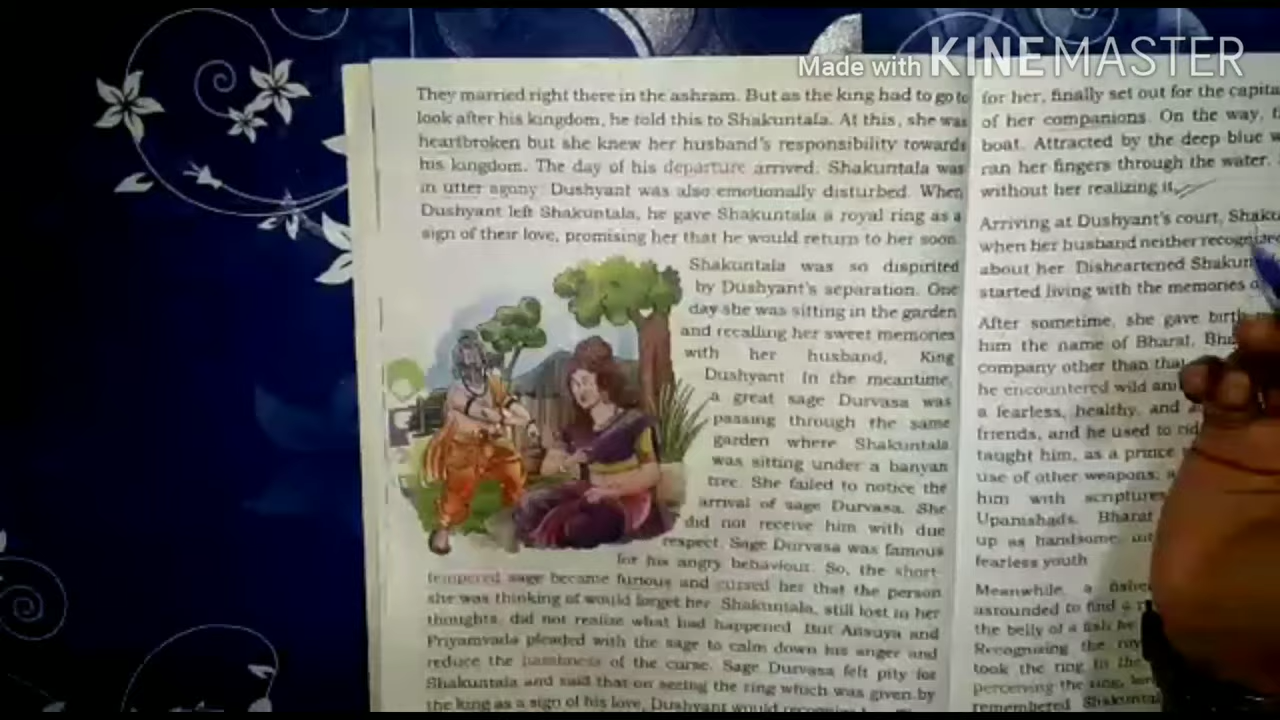 Made with KINEMASTER
They married right there in the ashram. But as the king had to go to
look after his kingdom, he told this to Shakuntala. At this, she was
heartbroken but she knew her husband's responsibility towards
his kingdom. The day of his departure arrived. Shakuntala was
in utter agony. Dushyant was also emotionally disturbed. When
Dushyant left Shakuntala, he gave Shakuntala a royal ring as a
sign of their love, promising her that he would return to her soon.
Shakuntala was so dispirited
by Dushyant's separation. One
day she was sitting in the garden
and recalling her sweet memories
with her husband, King
Dushyant. In the meantime,
a great sage Durvasa was
passing through the same
garden where Shakuntala
was sitting under a banyan
tree. She failed to notice the
arrival of sage Durvasa. She
did not receive him with due
respect. Sage Durvasa was famous
for his angry behaviour. So, the short-
tempered sage became furious and cursed her that the person
she was thinking of would forget her. Shakuntala, still lost in her
thoughts, did not realize what had happened. But Ansuya and
Priyamvada pleaded with the sage to calm down his anger and
reduce the harshness of the curse. Sage Durvasa felt pity for
Shakuntala and said that on seeing the ring which was given by
the king as a sign of his love, Dushyant would
for her, finally set out for the
of her companions. On the way,
boat. Attracted by the deep blue
ran her fingers through the water.
without her realizing it.
Arriving at Dushyant's court,
when her husband neither
about her. Disheartened
started living with the memories
After sometime, she gave birth
him the name of Bharat.
company other than that
he encountered wild
a fearless, healthy, and
friends, and he used to
taught him, as a prince
use of other weapons,
him with scriptures
Upanishads. Bharat
up as handsome,
fearless youth
Meanwhile, a
astounded to find a
the belly of a fish he
Recognizing the
took the ring to the
perceiving the ring,
remembered